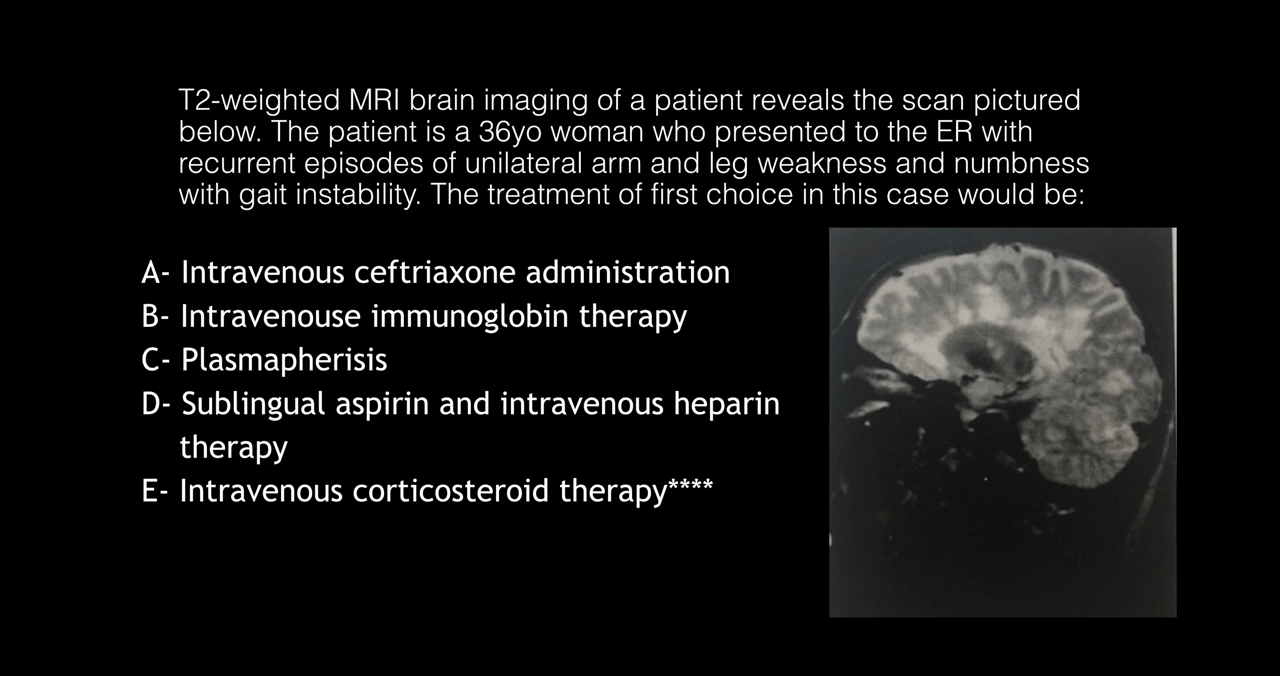 T2-weighted MRI brain imaging of a patient reveals the scan pictured
below. The patient is a 36yo woman who presented to the ER with
recurrent episodes of unilateral arm and leg weakness and numbness
with gait instability. The treatment of first choice in this case would be:
A- Intravenous ceftriaxone administration
B- Intravenouse immunoglobin therapy
C- Plasmapherisis
D- Sublingual aspirin and intravenous heparin
therapy
E- Intravenous corticosteroid therapy****